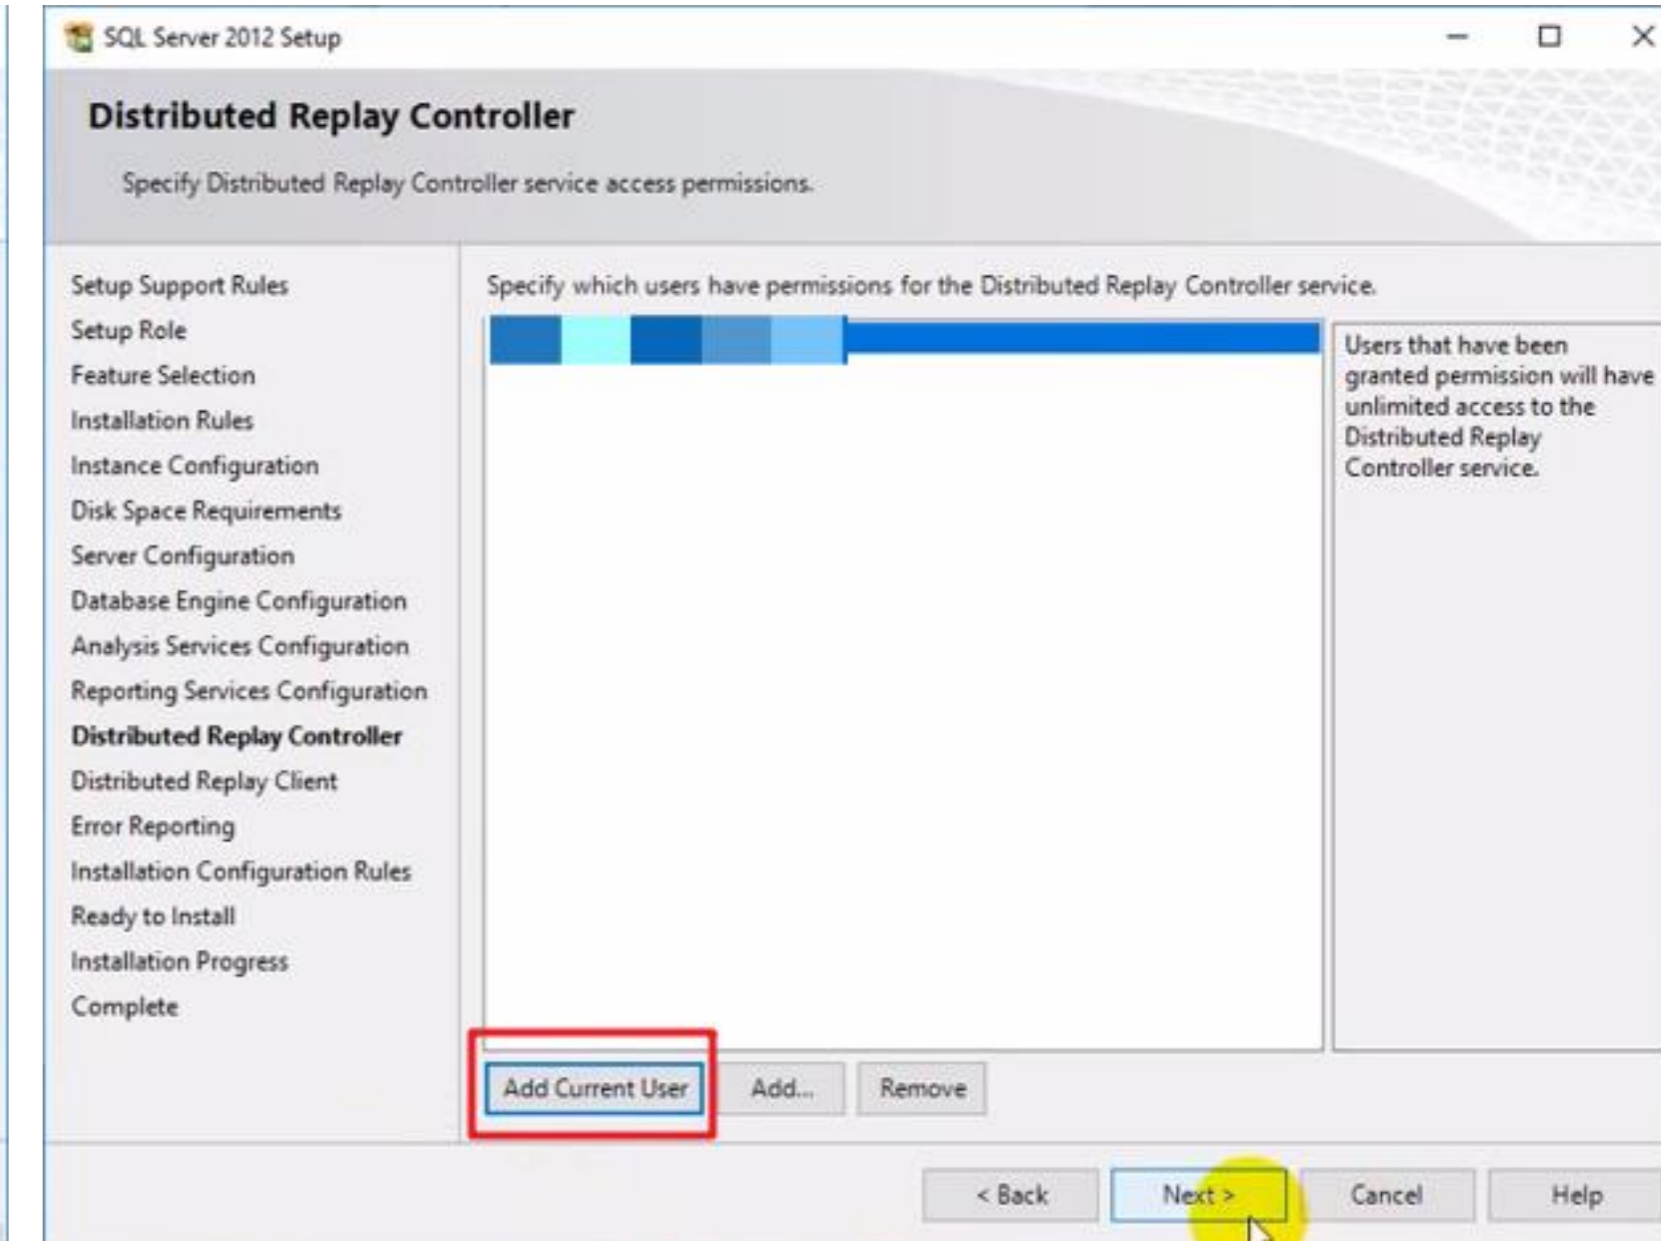 SQL Server 2012 Setup
Distributed Replay Controller
Specify Distributed Replay Controller service access permissions.
Setup Support Rules
Setup Role
Feature Selection
Installation Rules
Instance Configuration
Disk Space Requirements
Server Configuration
Database Engine Configuration
Analysis Services Configuration
Reporting Services Configuration
Distributed Replay Controller
Distributed Replay Client
Error Reporting
Installation Configuration Rules
Ready to Install
Installation Progress
Complete
Specify which users have permissions for the Distributed Replay Controller service.
Users that have been
granted permission will have
unlimited access to the
Distributed Replay
Controller service.
Add Current User Add... Remove
< Back Next > Cancel Help